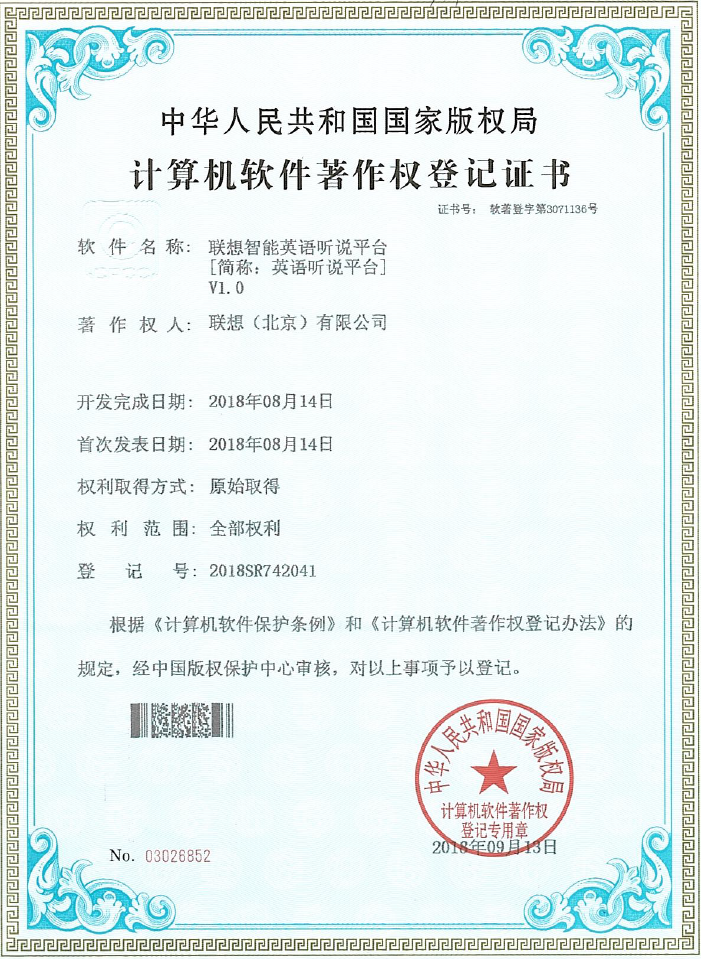 中华人民共和国国家版权局
计算机软件著作权登记证书
证书号： 软著登字第3071136号
软件名称： 联想智能英语听说平台
[简称：英语听说平台]
V1.0
著作权人： 联想（北京）有限公司
开发完成日期： 2018年08月14日
首次发表日期： 2018年08月14日
权利取得方式： 原始取得
权利范围： 全部权利
登记号： 2018SR742041
根据《计算机软件保护条例》和《计算机软件著作权登记办法》的
规定，经中国版权保护中心审核，对以上事项予以登记。
中华人民共和国国家版权局
计算机软件著作权
登记专用章
2018年09月13日
No. 03026852